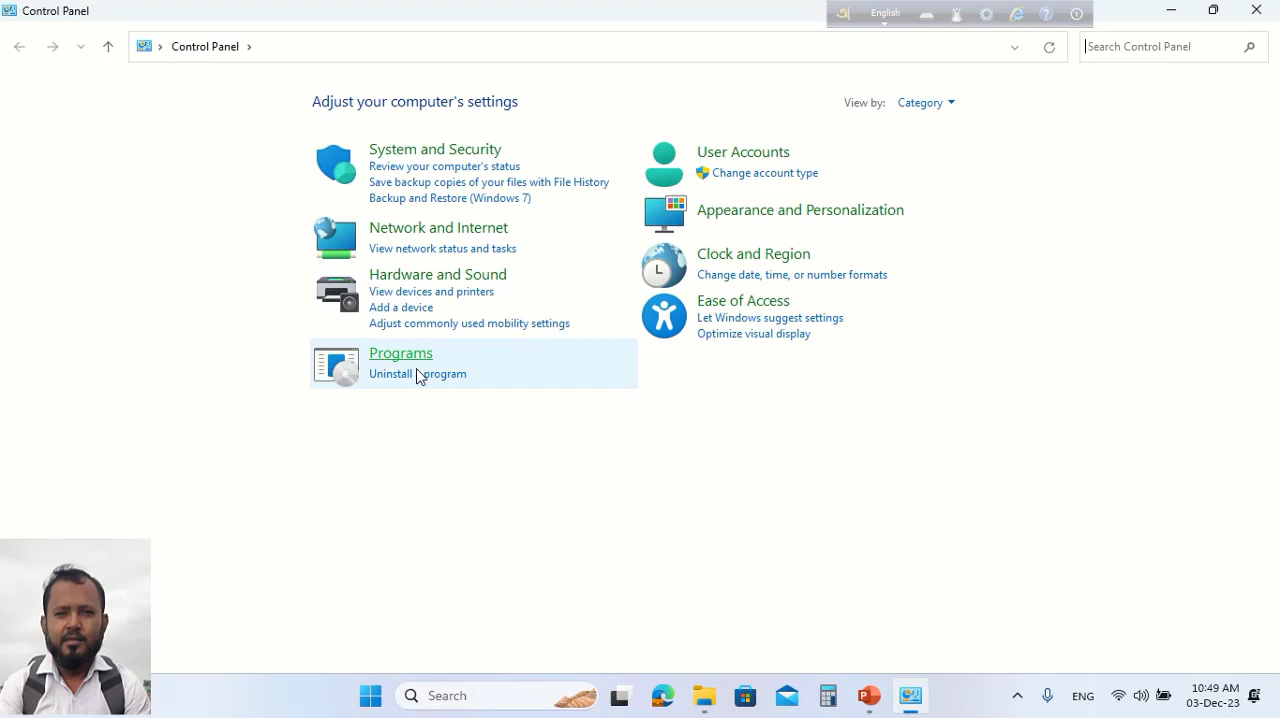 Control Panel
English
Control Panel
Search Control Panel
Adjust your computer's settings
View by: Category
System and Security
Review your computer's status
Save backup copies of your files with File History
Backup and Restore (Windows 7)
Network and Internet
View network status and tasks
Hardware and Sound
View devices and printers
Add a device
Adjust commonly used mobility settings
Programs
Uninstall program
User Accounts
Change account type
Appearance and Personalization
Clock and Region
Change date, time, or number formats
Ease of Access
Let Windows suggest settings
Optimize visual display
Search
ENG
10:49 AM
03-Dec-23